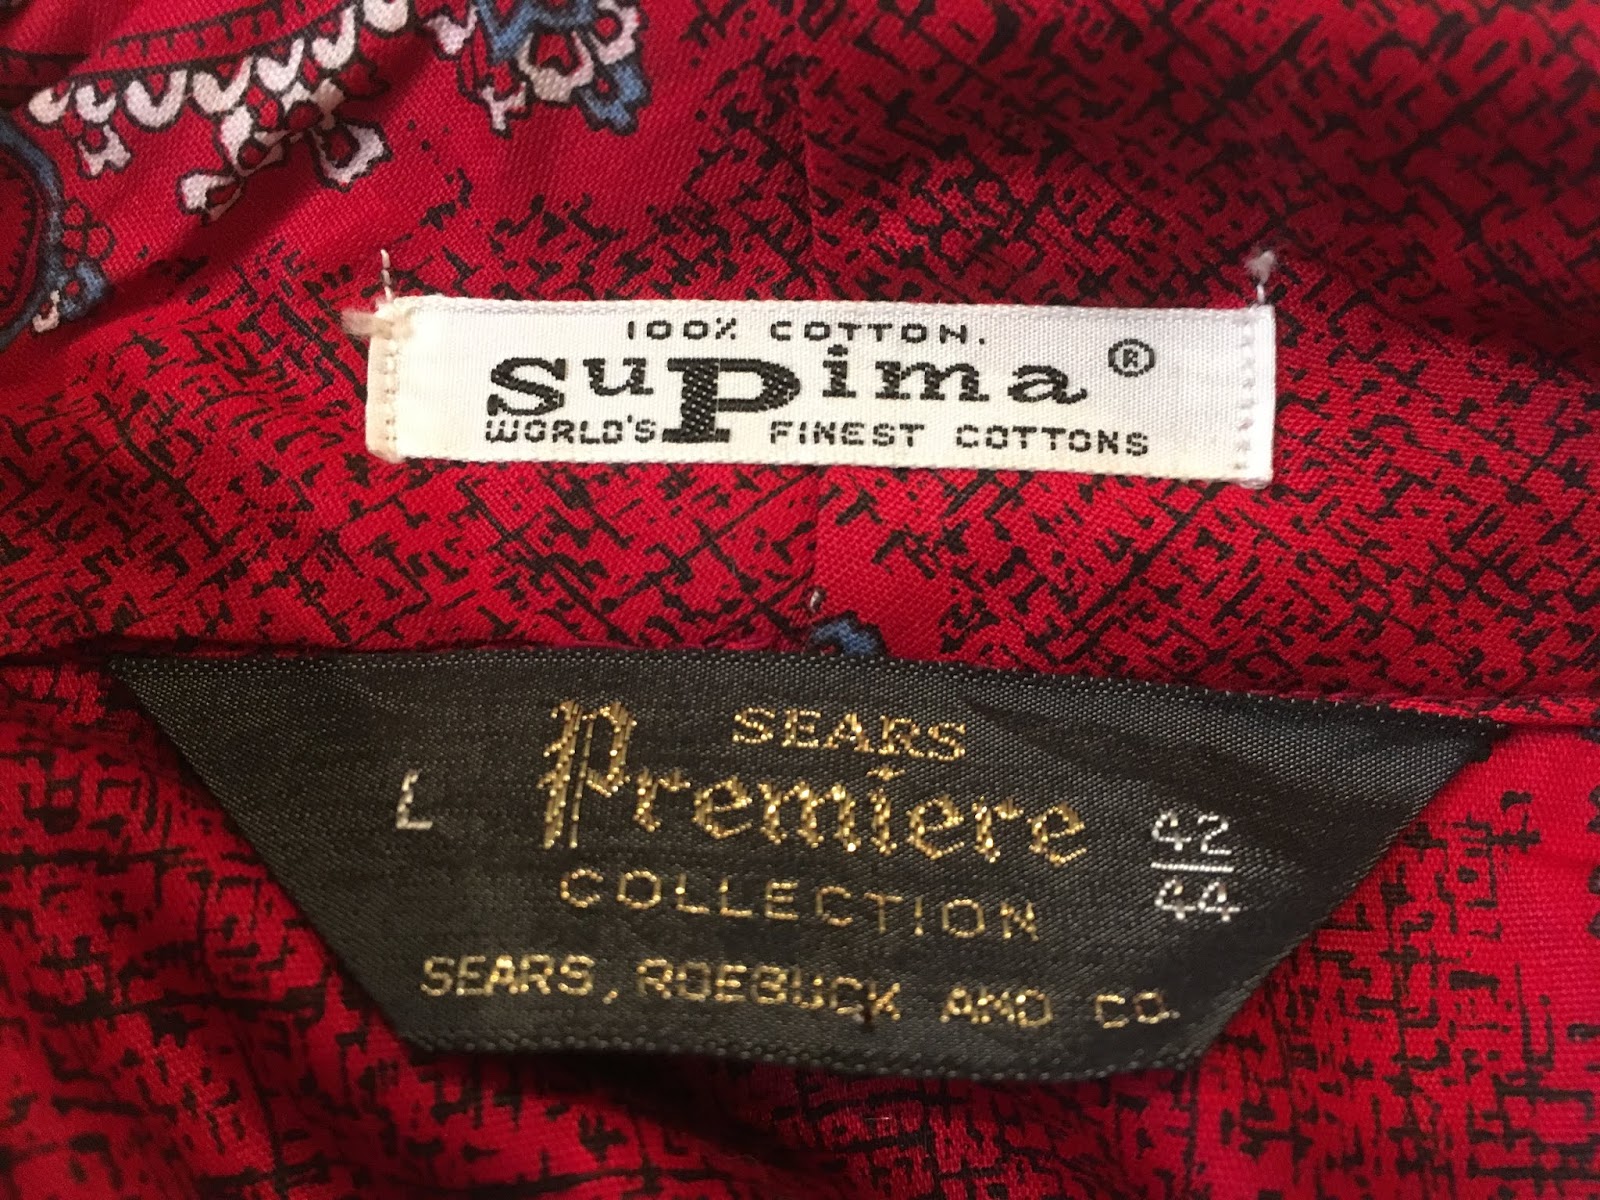 100% COTTON.
suPima ®
WORLD'S FINEST COTTONS
SEARS
L Premiere 42/44
COLLECTION
SEARS, ROEBUCK AND CO.